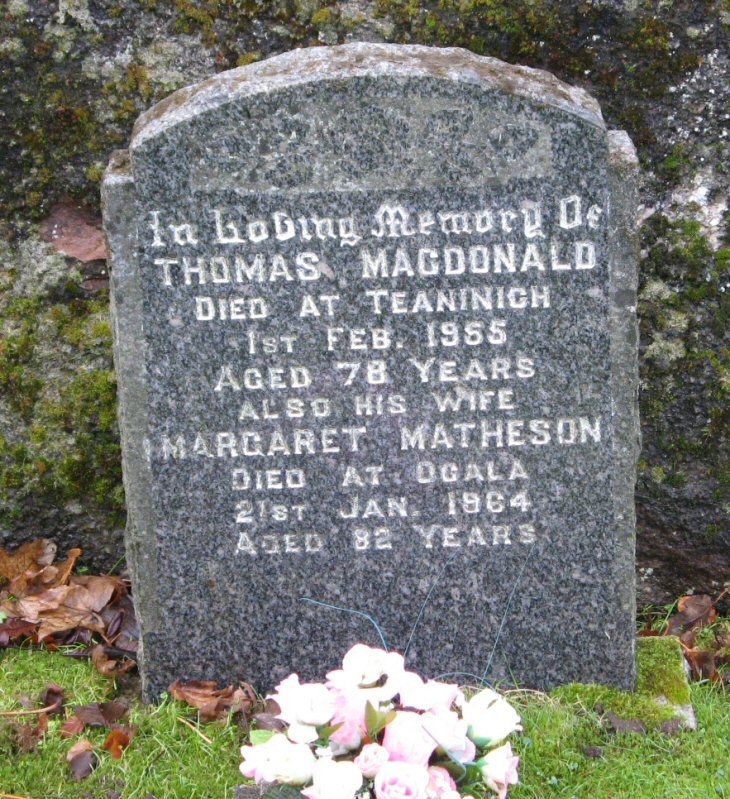 In Loving Memory Of
THOMAS MACDONALD
DIED AT TEANINICH
1ST FEB. 1955
AGED 78 YEARS
ALSO HIS WIFE
MARGARET MATHESON
DIED AT OGALA
21ST JAN. 1964
AGED 82 YEARS